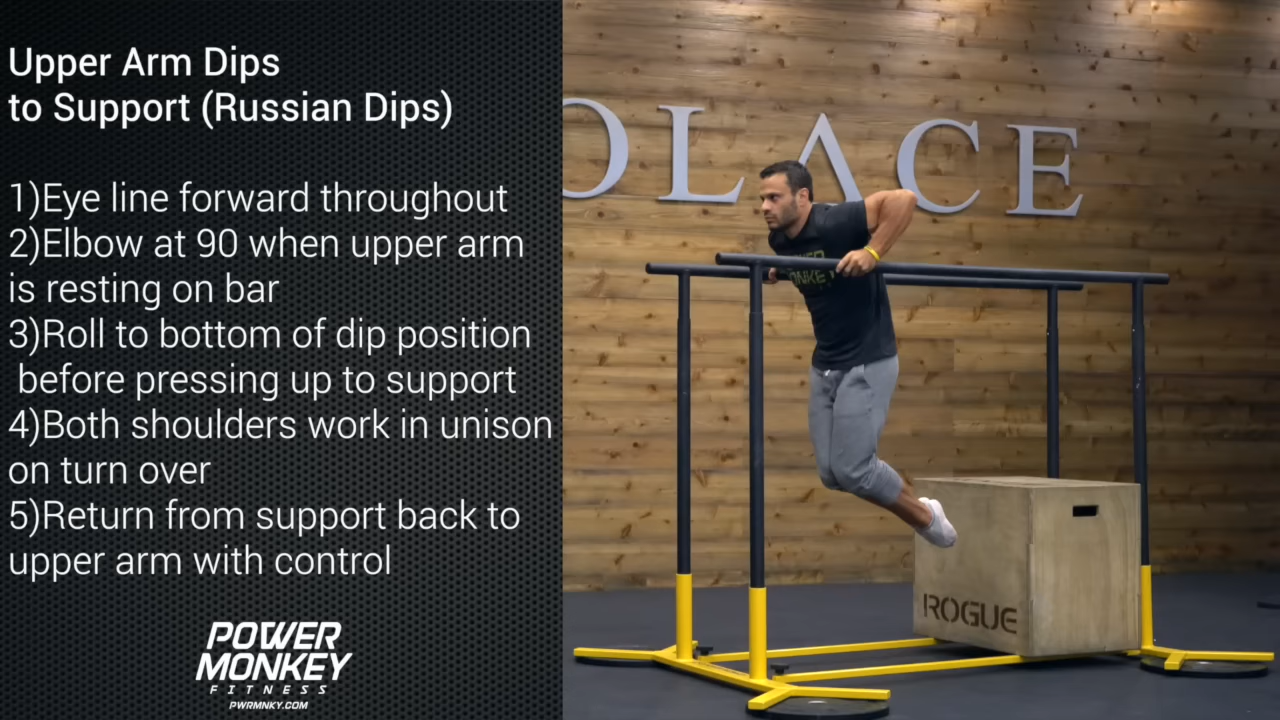 Upper Arm Dips
to Support (Russian Dips)
1)Eye line forward throughout
2)Elbow at 90 when upper arm
is resting on bar
3)Roll to bottom of dip position
before pressing up to support
4)Both shoulders work in unison
on turn over
5)Return from support back to
upper arm with control
POWER
MONKEY
FITNESS
PWRMNKY.COM
OLACE
POWER
MONKEY
ROGUE